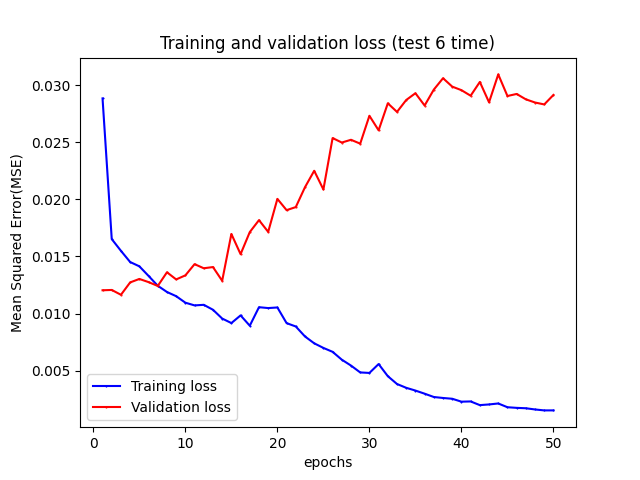 Training and validation loss (test 6 time)
Mean Squared Error(MSE)
0.030
0.025
0.020
0.015
0.010
0.005
Training loss
Validation loss
0 10 20 30 40 50
epochs